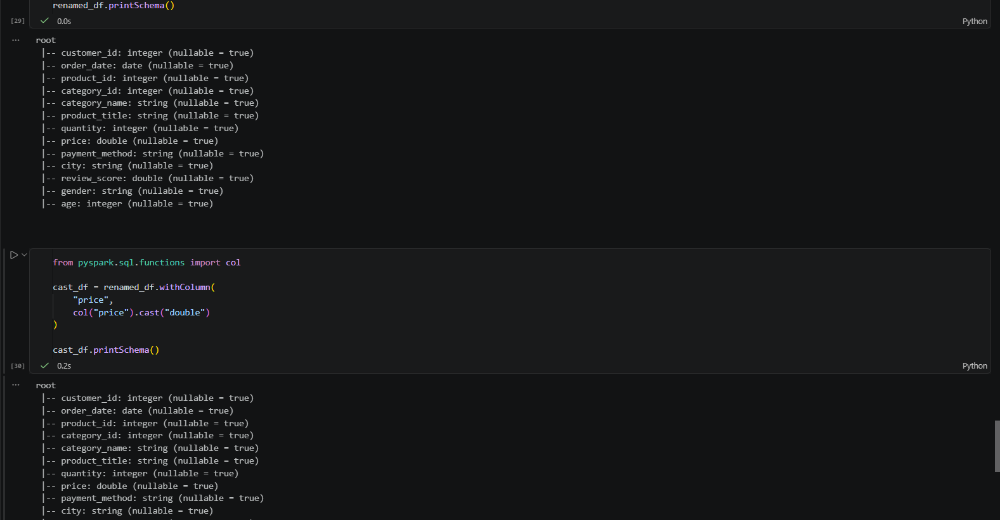 renamed_df.printSchema()
[29] 0.0s Python
... root
|-- customer_id: integer (nullable = true)
|-- order_date: date (nullable = true)
|-- product_id: integer (nullable = true)
|-- category_id: integer (nullable = true)
|-- category_name: string (nullable = true)
|-- product_title: string (nullable = true)
|-- quantity: integer (nullable = true)
|-- price: double (nullable = true)
|-- payment_method: string (nullable = true)
|-- city: string (nullable = true)
|-- review_score: double (nullable = true)
|-- gender: string (nullable = true)
|-- age: integer (nullable = true)
from pyspark.sql.functions import col
cast_df = renamed_df.withColumn(
"price",
col("price").cast("double")
)
cast_df.printSchema()
[30] 0.2s Python
... root
|-- customer_id: integer (nullable = true)
|-- order_date: date (nullable = true)
|-- product_id: integer (nullable = true)
|-- category_id: integer (nullable = true)
|-- category_name: string (nullable = true)
|-- product_title: string (nullable = true)
|-- quantity: integer (nullable = true)
|-- price: double (nullable = true)
|-- payment_method: string (nullable = true)
|-- city: string (nullable = true)